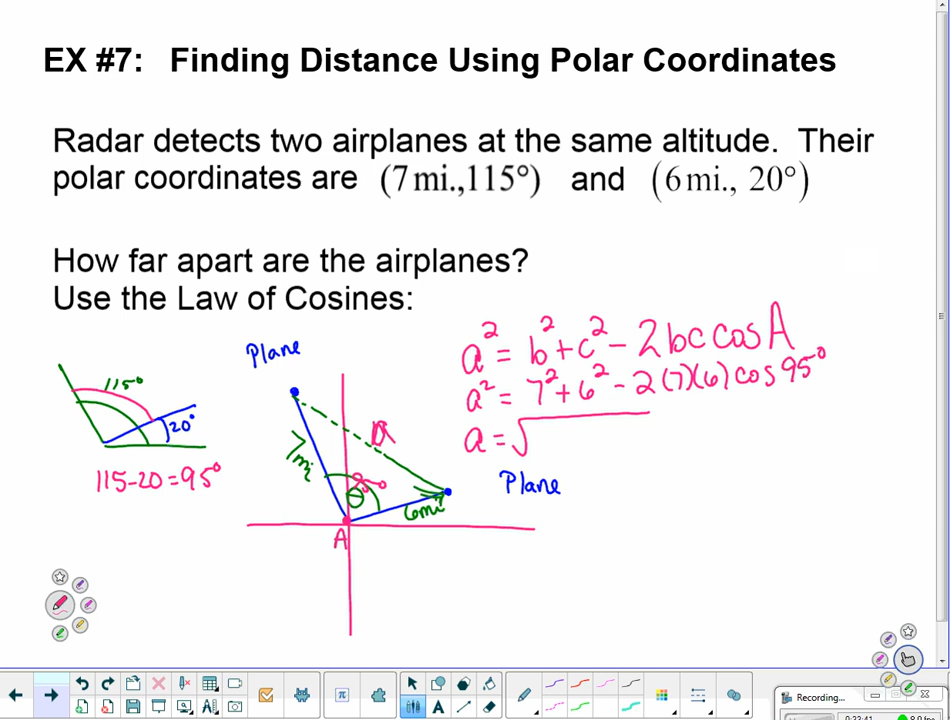 EX #7: Finding Distance Using Polar Coordinates
Radar detects two airplanes at the same altitude. Their
polar coordinates are (7 mi.,115°) and (6 mi., 20°)
How far apart are the airplanes?
Use the Law of Cosines:
a² = b² + c² - 2bc cos A
a² = 7² + 6² - 2(7)(6) cos 95°
a = √
Plane
115°
20°
115-20=95°
a
7mi
θ
6mi
A
Plane
Recording...